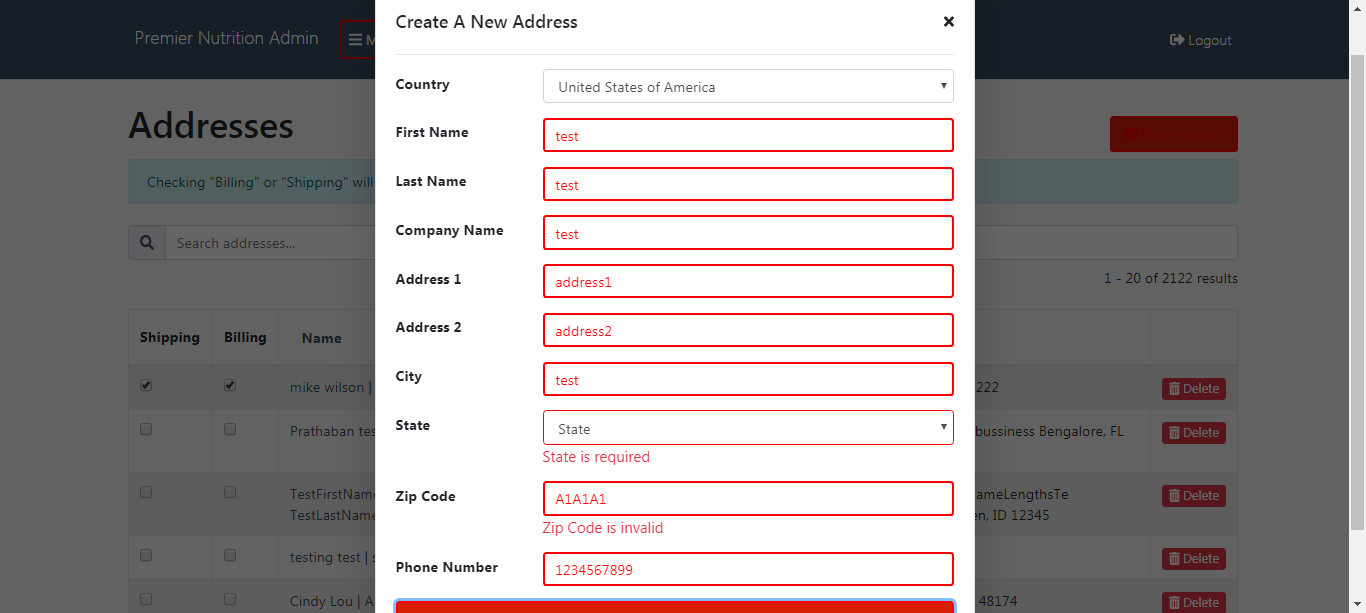 Create A New Address
Premier Nutrition Admin
Logout
Country
United States of America
First Name
test
Addresses
Last Name
test
Checking "Billing" or "Shipping" will
Company Name
test
Search addresses...
Address 1
address1
1 - 20 of 2122 results
Address 2
address2
Shipping Billing Name
City
test
mike wilson |
222
Delete
State
State
State is required
Prathaban
bussiness Bengalore, FL
Delete
Zip Code
A1A1A1
Zip Code is invalid
Delete
TestLastName
ID 12345
testing test |
Delete
Phone Number
1234567899
Cindy Lou |
48174
Delete